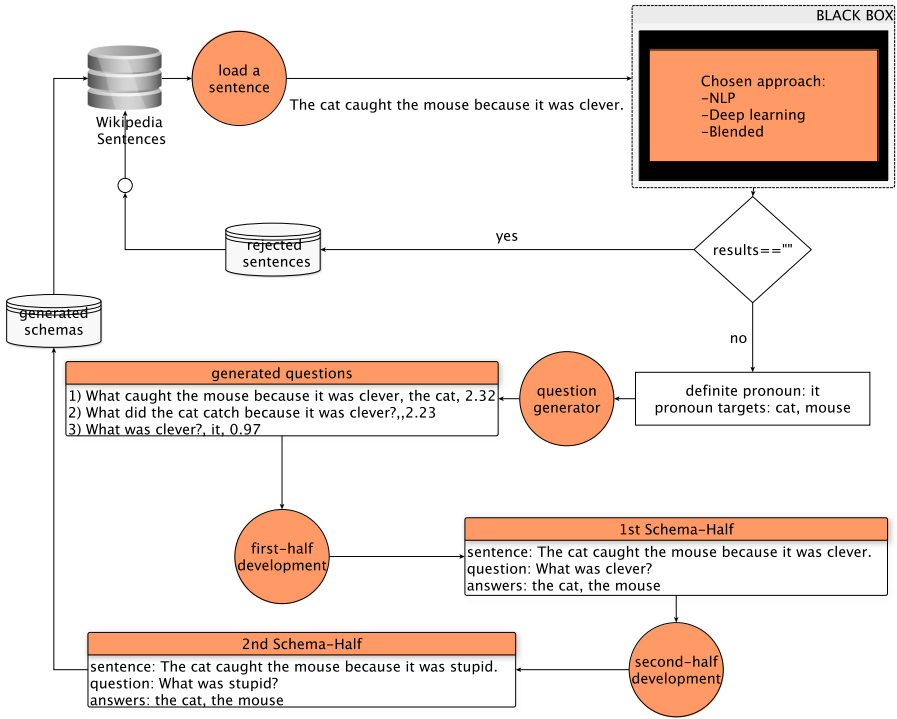 BLACK BOX
load a
sentence
Chosen approach:
-NLP
-Deep learning
-Blended
The cat caught the mouse because it was clever.
Wikipedia
Sentences
yes
rejected
sentences
results==""
generated
schemas
no
generated questions
1) What caught the mouse because it was clever, the cat, 2.32
2) What did the cat catch because it was clever?,,2.23
3) What was clever?, it, 0.97
question
generator
definite pronoun: it
pronoun targets: cat, mouse
first-half
development
1st Schema-Half
sentence: The cat caught the mouse because it was clever.
question: What was clever?
answers: the cat, the mouse
2nd Schema-Half
sentence: The cat caught the mouse because it was stupid.
question: What was stupid?
answers: the cat, the mouse
second-half
development